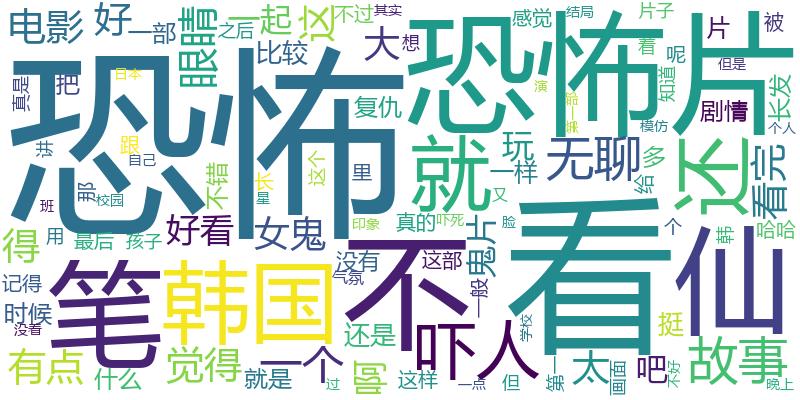 恐怖
恐怖片
看
不
笔
仙
韩国
就
还
吓人
无聊
故事
觉得
有点
一个
好看
女鬼
电影
好
一部
眼睛
之后
一起
比较
这
不过
大
想
感觉
其实
结局
片子
着
呢
片
但是
被
知道
剧情
长发
个人
模仿
演
真是
把
日本
跟
讲
自己
那
班
校园
复仇
不错
长
这个
星
里
玩
一样
多
给
看完
得
用
最后
孩子
印象
真的
吓死
又
鬼片
脸
个
韩
哈哈
记得
时候
没着
没有
气氛
这部
一般
还是
学校
挺
什么
就是
过
啊
这样
一点
但
第一
太
画面
吧
不好
晚上